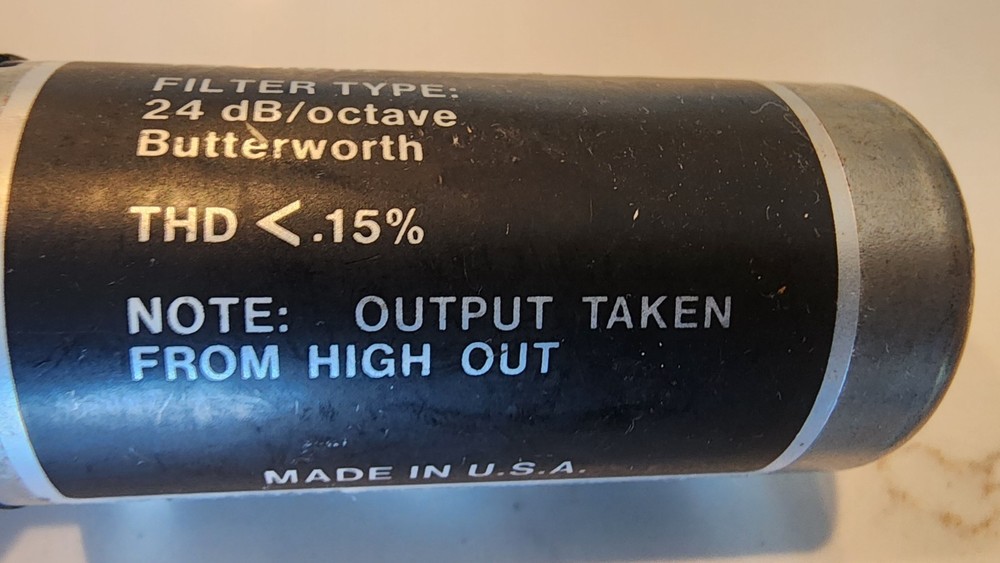 FILTER TYPE:
24 dB/octave
Butterworth
THD <.15%
NOTE: OUTPUT TAKEN
FROM HIGH OUT
MADE IN U.S.A.